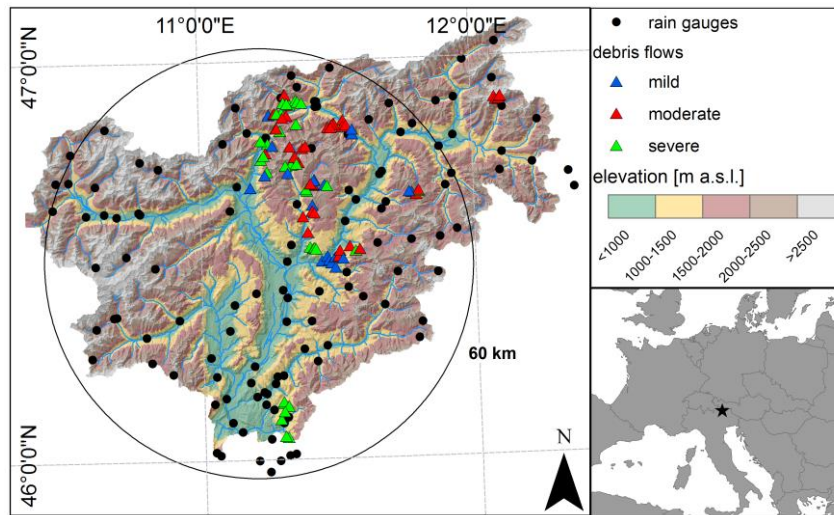 11°0'0"E
12°0'0"E
47°0'0"N
46°0'0"N
60 km
N
rain gauges
debris flows
mild
moderate
severe
elevation [m a.s.l.]
<1000
1000-1500
1500-2000
2000-2500
>2500